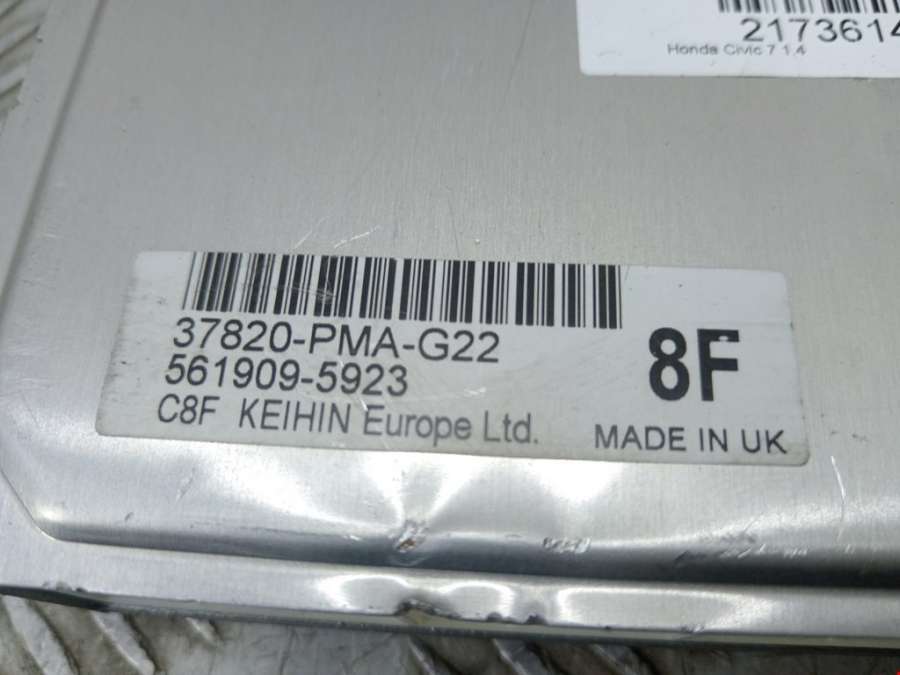 2173614
Honda Civic 7 1.4
37820-PMA-G22
561909-5923
C8F KEIHIN Europe Ltd.
8F
MADE IN UK